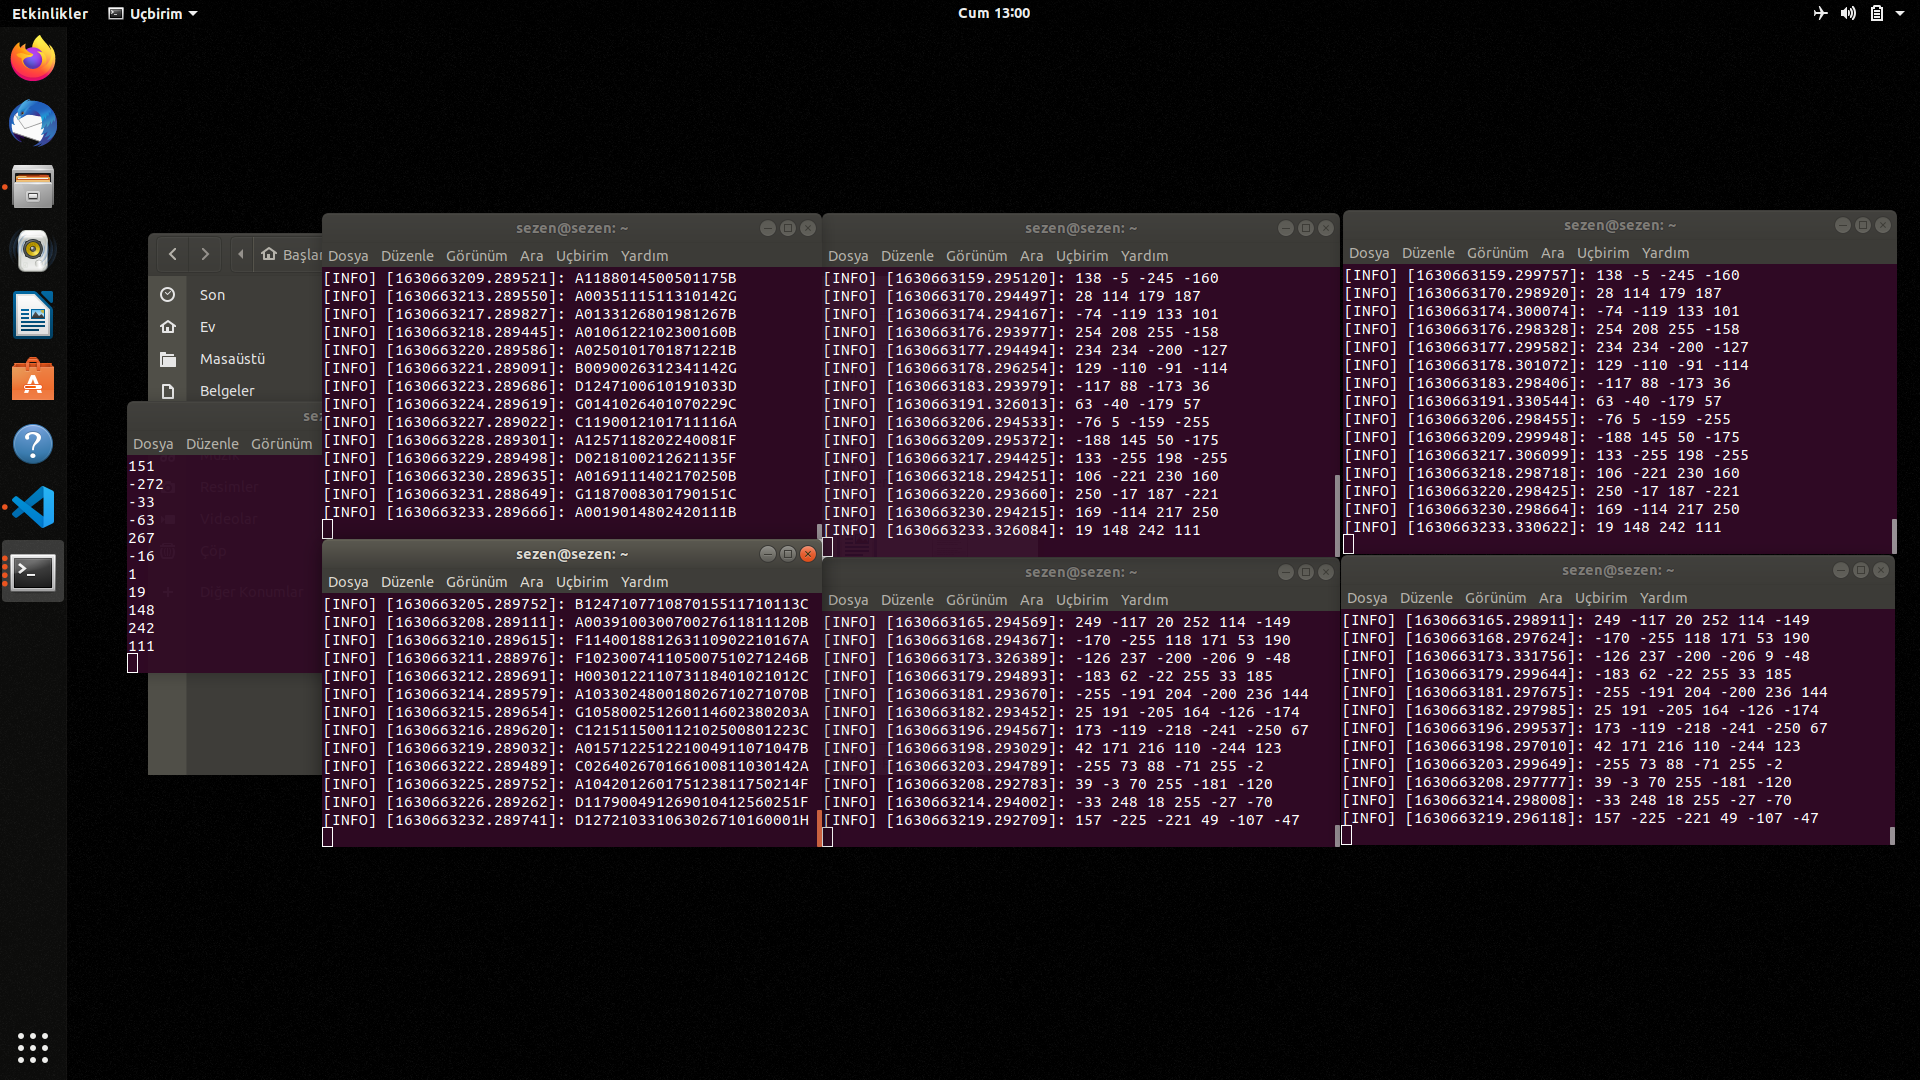 Etkinlikler
Uçbirim
Cum 13:00
Başlan
Son
Ev
Masaüstü
Belgeler
Resimler
Videolar
Çöp
Diğer Konumlar
Dosya Düzenle Görünüm
151
-272
-33
-63
267
-16
1
19
148
242
111
sezen@sezen: ~
Dosya Düzenle Görünüm Ara Uçbirim Yardım
[INFO] [1630663209.289521]: A1188014500501175B
[INFO] [1630663213.289550]: A0035111511310142G
[INFO] [1630663217.289827]: A0133126801981267B
[INFO] [1630663218.289445]: A0106122102300160B
[INFO] [1630663220.289586]: A0250101701871221B
[INFO] [1630663221.289091]: B0090026312341142G
[INFO] [1630663223.289686]: D1247100610191033D
[INFO] [1630663224.289619]: G0141026401070229C
[INFO] [1630663227.289022]: C1190012101711116A
[INFO] [1630663228.289301]: A1257118202240081F
[INFO] [1630663229.289498]: D0218100212621135F
[INFO] [1630663230.289635]: A0169111402170250B
[INFO] [1630663231.288649]: G1187008301790151C
[INFO] [1630663233.289666]: A0019014802420111B
sezen@sezen: ~
Dosya Düzenle Görünüm Ara Uçbirim Yardım
[INFO] [1630663159.295120]: 138 -5 -245 -160
[INFO] [1630663170.294497]: 28 114 179 187
[INFO] [1630663174.294167]: -74 -119 133 101
[INFO] [1630663176.293977]: 254 208 255 -158
[INFO] [1630663177.294494]: 234 234 -200 -127
[INFO] [1630663178.296254]: 129 -110 -91 -114
[INFO] [1630663183.293979]: -117 88 -173 36
[INFO] [1630663191.326013]: 63 -40 -179 57
[INFO] [1630663206.294533]: -76 5 -159 -255
[INFO] [1630663209.295372]: -188 145 50 -175
[INFO] [1630663217.294425]: 133 -255 198 -255
[INFO] [1630663218.294251]: 106 -221 230 160
[INFO] [1630663220.293660]: 250 -17 187 -221
[INFO] [1630663230.294215]: 169 -114 217 250
[INFO] [1630663233.326084]: 19 148 242 111
sezen@sezen: ~
Dosya Düzenle Görünüm Ara Uçbirim Yardım
[INFO] [1630663159.299757]: 138 -5 -245 -160
[INFO] [1630663170.298920]: 28 114 179 187
[INFO] [1630663174.300074]: -74 -119 133 101
[INFO] [1630663176.298328]: 254 208 255 -158
[INFO] [1630663177.299582]: 234 234 -200 -127
[INFO] [1630663178.301072]: 129 -110 -91 -114
[INFO] [1630663183.298406]: -117 88 -173 36
[INFO] [1630663191.330544]: 63 -40 -179 57
[INFO] [1630663206.298455]: -76 5 -159 -255
[INFO] [1630663209.299948]: -188 145 50 -175
[INFO] [1630663217.306099]: 133 -255 198 -255
[INFO] [1630663218.298718]: 106 -221 230 160
[INFO] [1630663220.298425]: 250 -17 187 -221
[INFO] [1630663230.298664]: 169 -114 217 250
[INFO] [1630663233.330622]: 19 148 242 111
sezen@sezen: ~
Dosya Düzenle Görünüm Ara Uçbirim Yardım
[INFO] [1630663205.289752]: B12471077108701551171011​3C
[INFO] [1630663208.289111]: A00391003007002761181112​0B
[INFO] [1630663210.289615]: F11400188126311090221016​7A
[INFO] [1630663211.288976]: F10230074110500751027124​6B
[INFO] [1630663212.289691]: H00301221107311840102101​2C
[INFO] [1630663214.289579]: A10330248001802671027107​0B
[INFO] [1630663215.289654]: G10580025126011460238020​3A
[INFO] [1630663216.289620]: C12151150011210250080122​3C
[INFO] [1630663219.289032]: A01571225122100491107104​7B
[INFO] [1630663222.289489]: C02640267016610081103014​2A
[INFO] [1630663225.289752]: A10420126017512381175021​4F
[INFO] [1630663226.289262]: D11790049126901041256025​1F
[INFO] [1630663232.289741]: D12721033106302671016000​1H
sezen@sezen: ~
Dosya Düzenle Görünüm Ara Uçbirim Yardım
[INFO] [1630663165.294569]: 249 -117 20 252 114 -149
[INFO] [1630663168.294367]: -170 -255 118 171 53 190
[INFO] [1630663173.326389]: -126 237 -200 -206 9 -48
[INFO] [1630663179.294893]: -183 62 -22 255 33 185
[INFO] [1630663181.293670]: -255 -191 204 -200 236 144
[INFO] [1630663182.293452]: 25 191 -205 164 -126 -174
[INFO] [1630663196.294567]: 173 -119 -218 -241 -250 67
[INFO] [1630663198.293029]: 42 171 216 110 -244 123
[INFO] [1630663203.294789]: -255 73 88 -71 255 -2
[INFO] [1630663208.292783]: 39 -3 70 255 -181 -120
[INFO] [1630663214.294002]: -33 248 18 255 -27 -70
[INFO] [1630663219.292709]: 157 -225 -221 49 -107 -47
sezen@sezen: ~
Dosya Düzenle Görünüm Ara Uçbirim Yardım
[INFO] [1630663165.298911]: 249 -117 20 252 114 -149
[INFO] [1630663168.297624]: -170 -255 118 171 53 190
[INFO] [1630663173.331756]: -126 237 -200 -206 9 -48
[INFO] [1630663179.299644]: -183 62 -22 255 33 185
[INFO] [1630663181.297675]: -255 -191 204 -200 236 144
[INFO] [1630663182.297985]: 25 191 -205 164 -126 -174
[INFO] [1630663196.299537]: 173 -119 -218 -241 -250 67
[INFO] [1630663198.297010]: 42 171 216 110 -244 123
[INFO] [1630663203.299649]: -255 73 88 -71 255 -2
[INFO] [1630663208.297777]: 39 -3 70 255 -181 -120
[INFO] [1630663214.298008]: -33 248 18 255 -27 -70
[INFO] [1630663219.296118]: 157 -225 -221 49 -107 -47